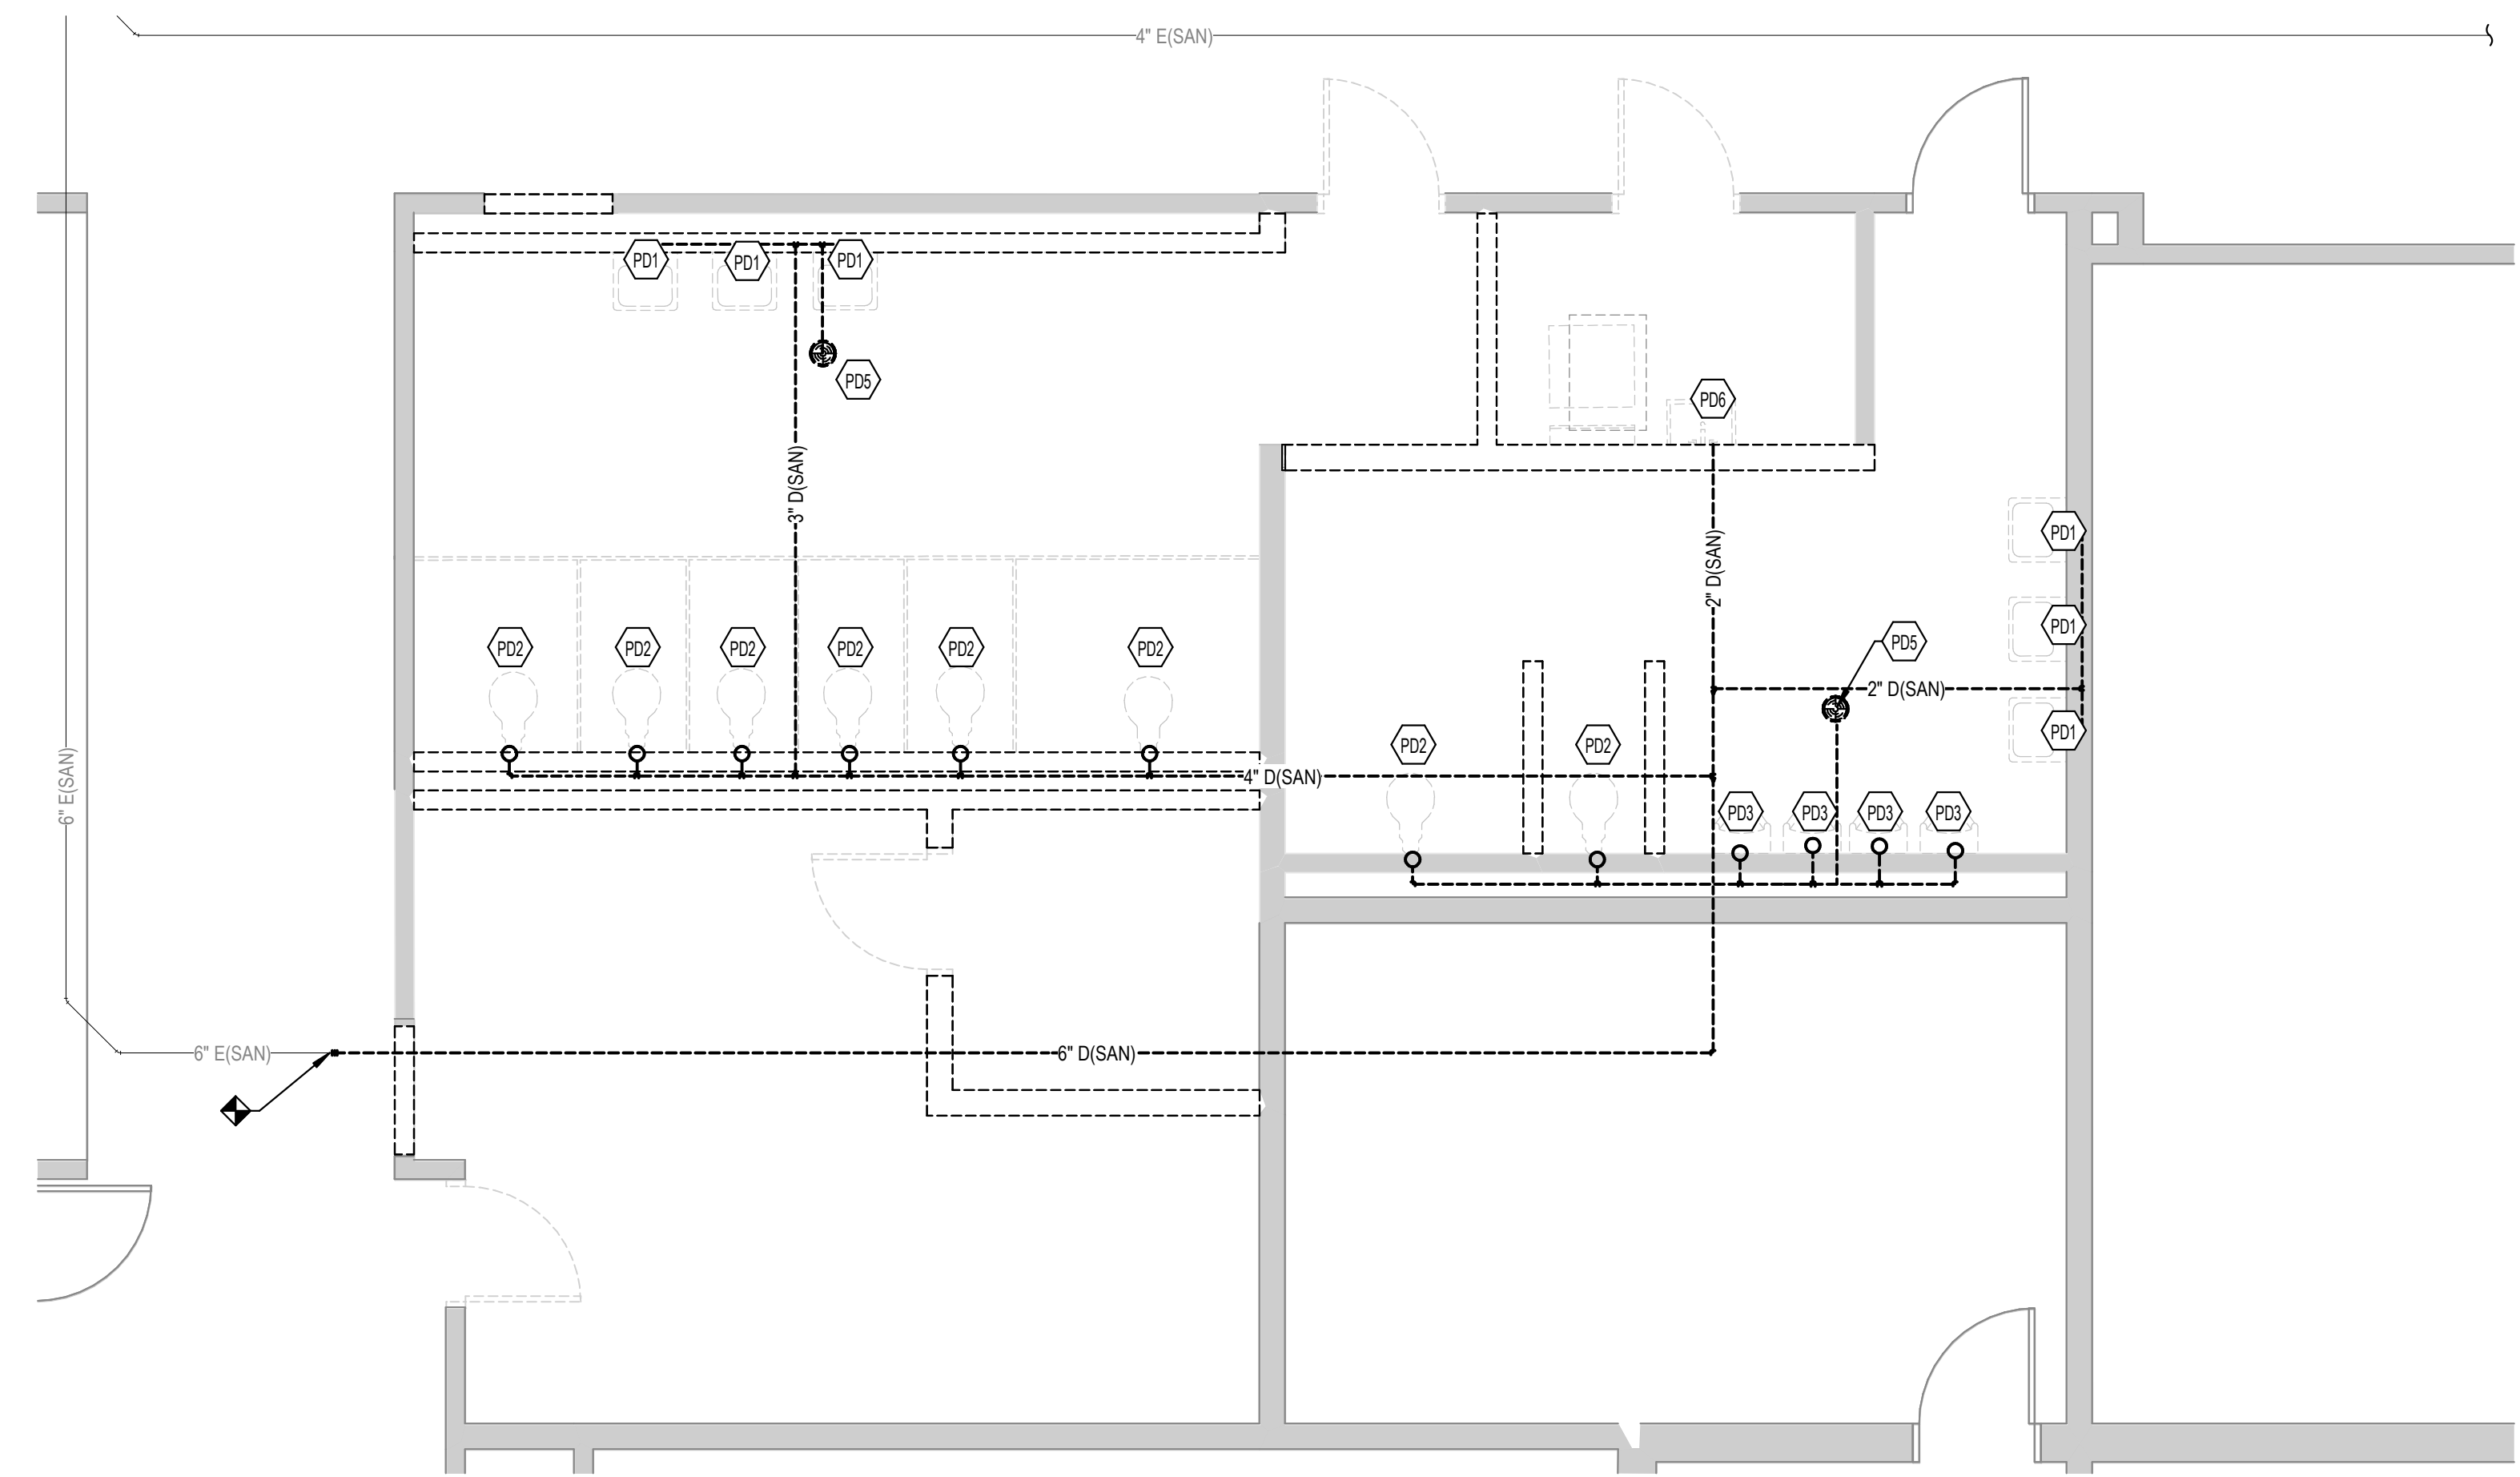 4" E(SAN)
PD1
PD1
PD1
PD5
PD6
3" D(SAN)
2" D(SAN)
PD1
PD1
PD1
PD2
PD2
PD2
PD2
PD2
PD2
PD5
2" D(SAN)
PD2
PD2
4" D(SAN)
6" E(SAN)
PD3
PD3
PD3
PD3
6" E(SAN)
6" D(SAN)